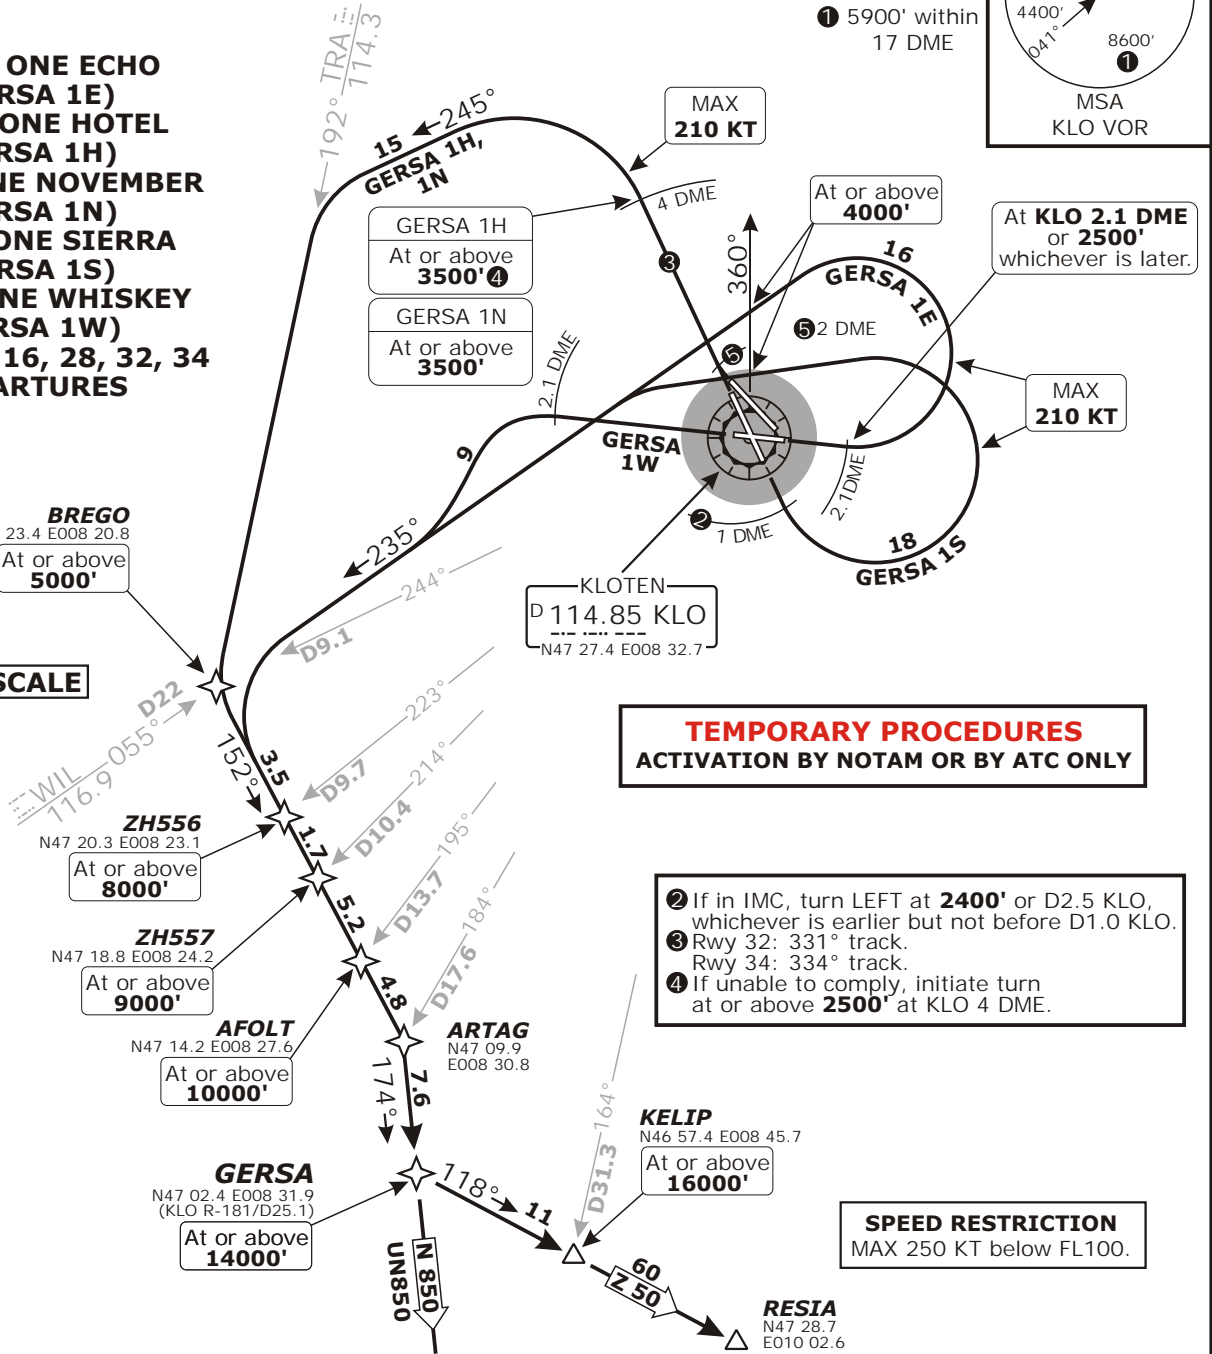 ONE ECHO
RSA 1E)
ONE HOTEL
RSA 1H)
NE NOVEMBER
RSA 1N)
ONE SIERRA
RSA 1S)
NE WHISKEY
RSA 1W)
16, 28, 32, 34
ARTURES
192° TRA
114.3
1 5900' within
17 DME
4400'
041°
8600'
1
MSA
KLO VOR
15
245°
GERSA 1H,
1N
MAX
210 KT
4 DME
GERSA 1H
At or above
3500' 4
GERSA 1N
At or above
3500'
3
360°
At or above
4000'
At KLO 2.1 DME
or 2500'
whichever is later.
16
GERSA 1E
5 2 DME
5
MAX
210 KT
2.1 DME
9
GERSA
1W
2.1DME
2 1 DME
18
GERSA 1S
235°
244°
D9.1
KLOTEN
D 114.85 KLO
N47 27.4 E008 32.7
BREGO
23.4 E008 20.8
At or above
5000'
SCALE
D22
055°
WIL
116.9
152°
3.5
223°
D9.7
TEMPORARY PROCEDURES
ACTIVATION BY NOTAM OR BY ATC ONLY
ZH556
N47 20.3 E008 23.1
At or above
8000'
1.7
214°
D10.4
ZH557
N47 18.8 E008 24.2
At or above
9000'
5.2
195°
D13.7
2 If in IMC, turn LEFT at 2400' or D2.5 KLO,
whichever is earlier but not before D1.0 KLO.
3 Rwy 32: 331° track.
Rwy 34: 334° track.
4 If unable to comply, initiate turn
at or above 2500' at KLO 4 DME.
AFOLT
N47 14.2 E008 27.6
At or above
10000'
4.8
184°
D17.6
ARTAG
N47 09.9
E008 30.8
174°
7.6
164°
D31.3
KELIP
N46 57.4 E008 45.7
At or above
16000'
GERSA
N47 02.4 E008 31.9
(KLO R-181/D25.1)
At or above
14000'
118°
11
SPEED RESTRICTION
MAX 250 KT below FL100.
N 850
UN850
60
Z 50
RESIA
N47 28.7
E010 02.6